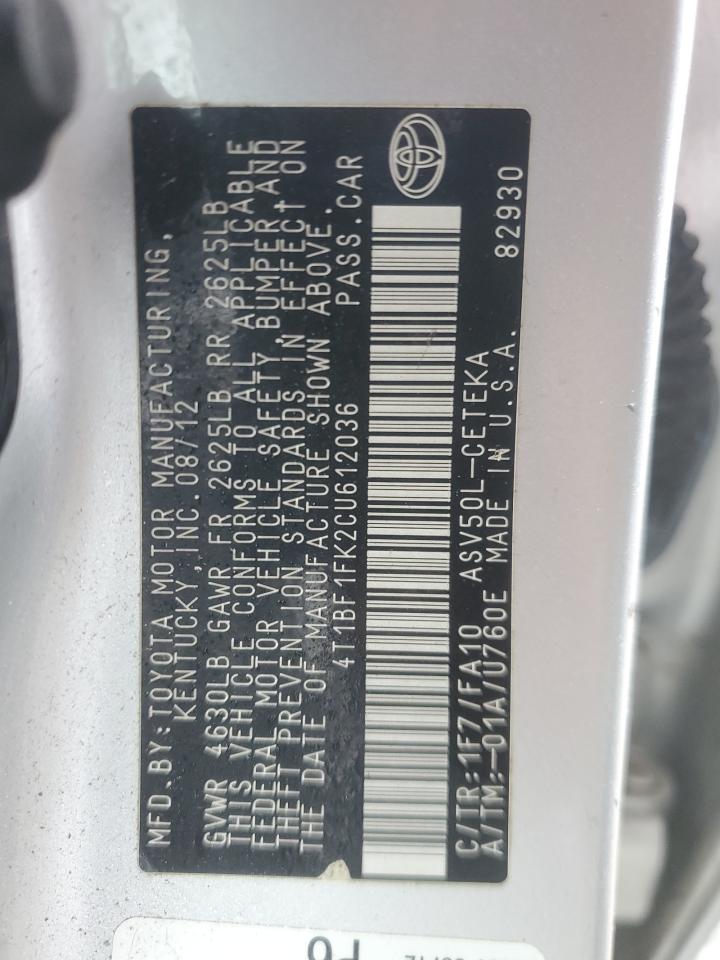 MFD. BY: TOYOTA MOTOR MANUFACTURING,
KENTUCKY, INC. 08/12
GVWR 4630LB GAWR FR 2625LB RR 2625LB
THIS VEHICLE CONFORMS TO ALL APPLICABLE
FEDERAL MOTOR VEHICLE SAFETY, BUMPER, AND
THEFT PREVENTION STANDARDS IN EFFECT ON
THE DATE OF MANUFACTURE SHOWN ABOVE.
4T1BF1FK2CU612036 PASS.CAR
C/TR:1F7/FA10 ASV50L-CETEKA
A/TM:-01A/U760E MADE IN U.S.A. 82930